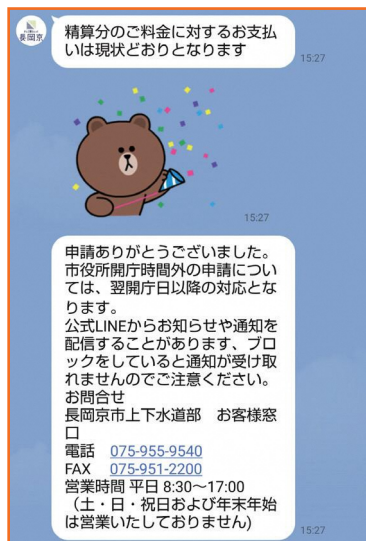 長岡京
精算分のご料金に対するお支払
いは現状どおりとなります
15:27
15:27
申請ありがとうございました。
市役所開庁時間外の申請につい
ては、翌開庁日以降の対応とな
ります。
公式LINEからお知らせや通知を
配信することがあります、ブロ
ックをしていると通知が受け取
れませんのでご注意ください。
お問合せ
長岡京市上下水道部　お客様窓
口
電話　075-955-9540
FAX　075-951-2200
営業時間 平日 8:30～17:00
（土・日・祝日および年末年始
は営業いたしておりません)
15:27